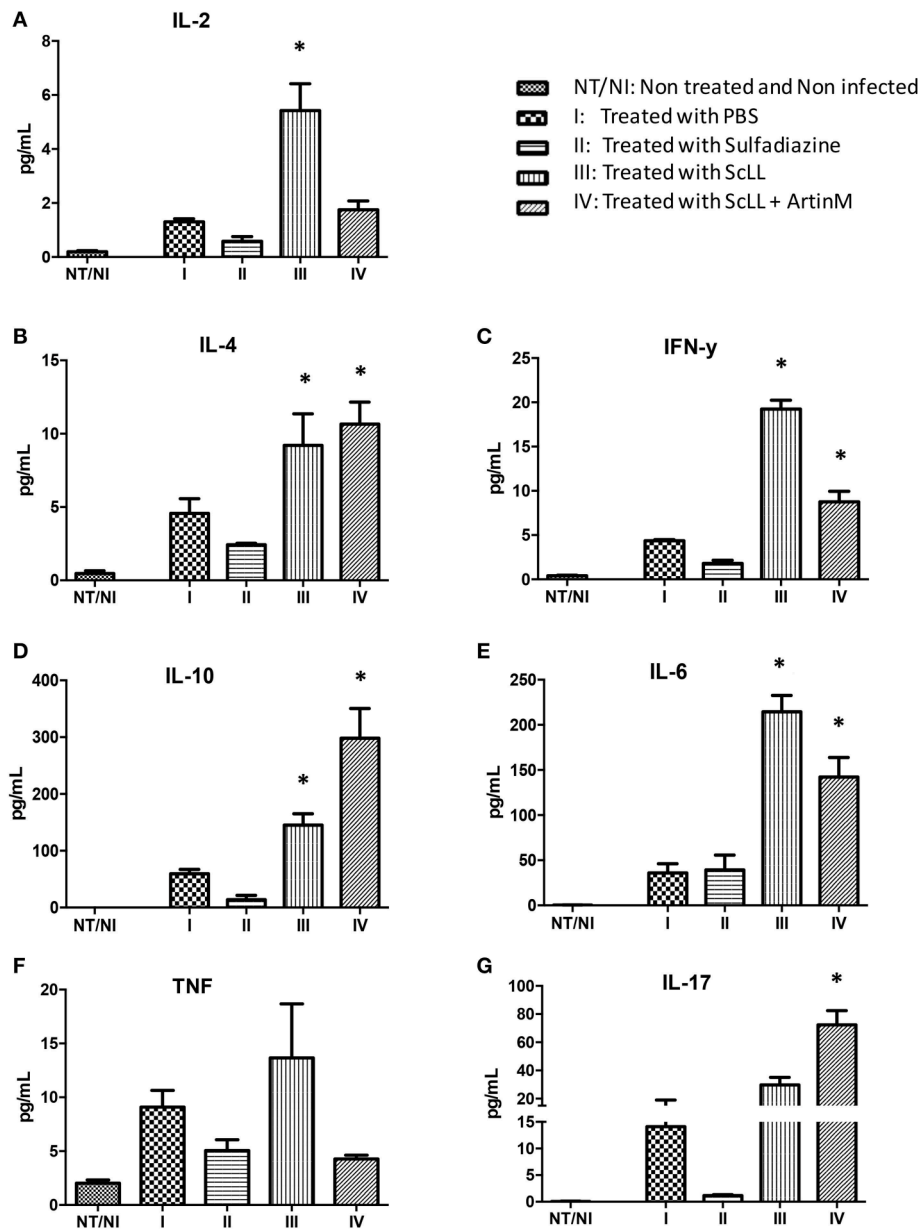 A
IL-2
*
8
6
4
2
0
pg/mL
NT/NI I II III IV
NT/NI: Non treated and Non infected
I: Treated with PBS
II: Treated with Sulfadiazine
III: Treated with ScLL
IV: Treated with ScLL + ArtinM
B
IL-4
* *
15
10
5
0
pg/mL
NT/NI I II III IV
C
IFN-y
*
*
25
20
15
10
5
0
pg/mL
NT/NI I II III IV
D
IL-10
*
*
400
300
200
100
0
pg/mL
NT/NI I II III IV
E
IL-6
*
*
250
200
150
100
50
0
pg/mL
NT/NI I II III IV
F
TNF
20
15
10
5
0
pg/mL
NT/NI I II III IV
G
IL-17
*
100
80
60
40
20
15
10
5
0
pg/mL
NT/NI I II III IV